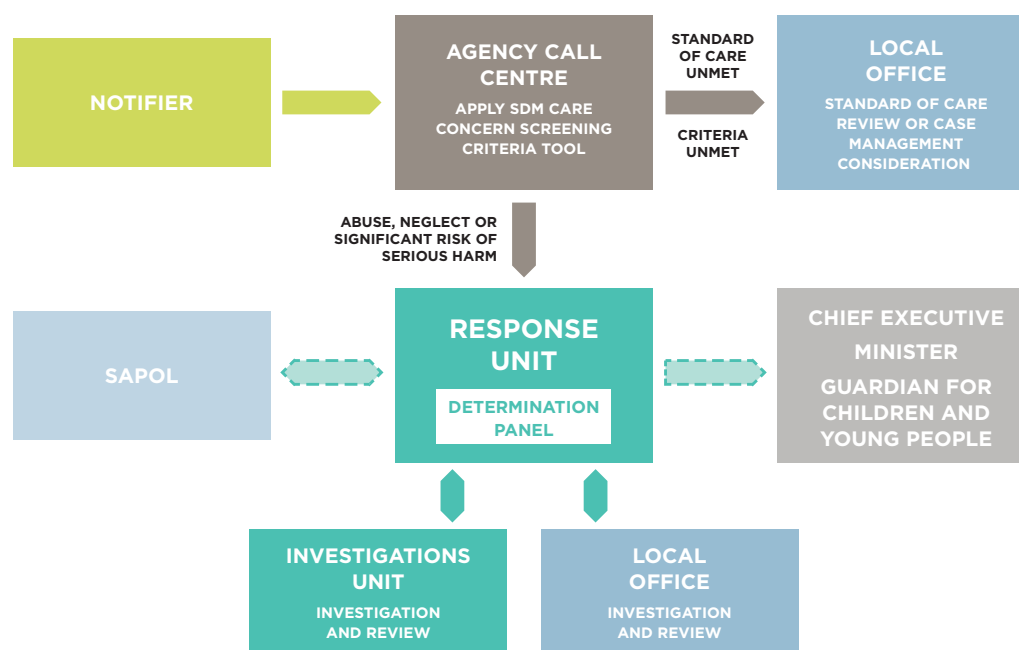 NOTIFIER
AGENCY CALL
CENTRE
APPLY SDM CARE
CONCERN SCREENING
CRITERIA TOOL
STANDARD
OF CARE
UNMET
CRITERIA
UNMET
LOCAL
OFFICE
STANDARD OF CARE
REVIEW OR CASE
MANAGEMENT
CONSIDERATION
ABUSE, NEGLECT OR
SIGNIFICANT RISK OF
SERIOUS HARM
SAPOL
RESPONSE
UNIT
DETERMINATION
PANEL
CHIEF EXECUTIVE
MINISTER
GUARDIAN FOR
CHILDREN AND
YOUNG PEOPLE
INVESTIGATIONS
UNIT
INVESTIGATION
AND REVIEW
LOCAL
OFFICE
INVESTIGATION
AND REVIEW